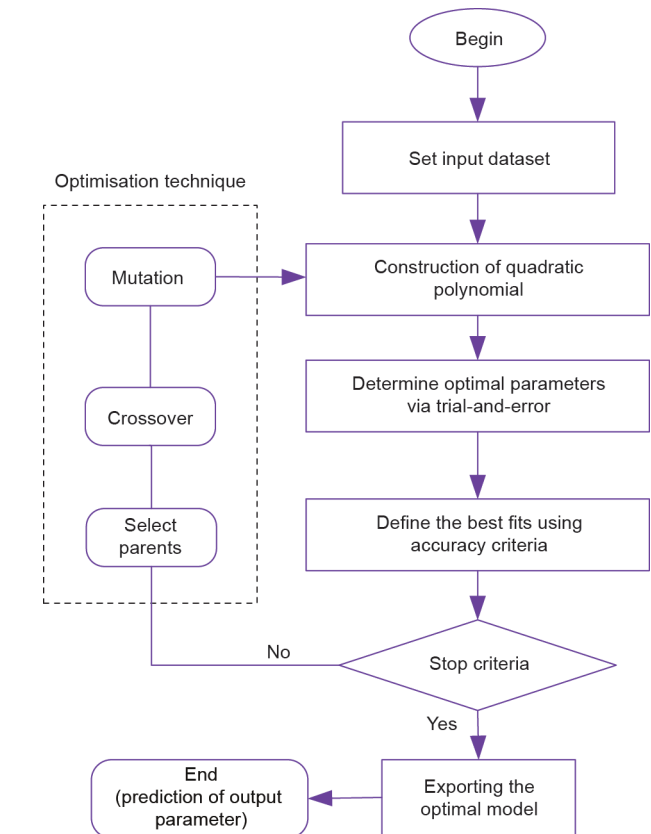 Begin
Set input dataset
Optimisation technique
Mutation
Construction of quadratic
polynomial
Determine optimal parameters
via trial-and-error
Crossover
Define the best fits using
accuracy criteria
Select
parents
No
Stop criteria
Yes
End
(prediction of output
parameter)
Exporting the
optimal model